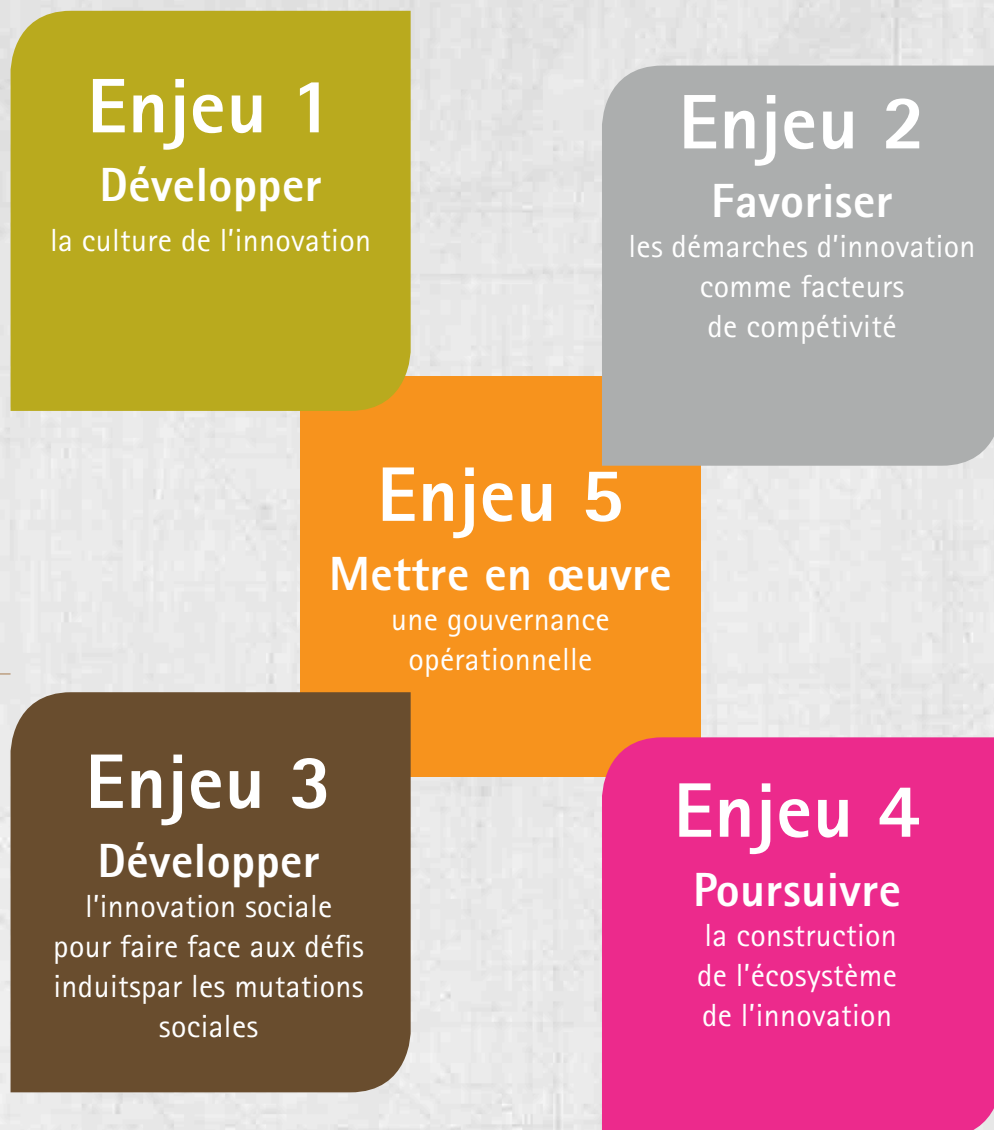 Enjeu 1
Développer
la culture de l'innovation
Enjeu 2
Favoriser
les démarches d'innovation
comme facteurs
de compétivité
Enjeu 5
Mettre en œuvre
une gouvernance
opérationnelle
Enjeu 3
Développer
l'innovation sociale
pour faire face aux défis
induitspar les mutations
sociales
Enjeu 4
Poursuivre
la construction
de l'écosystème
de l'innovation